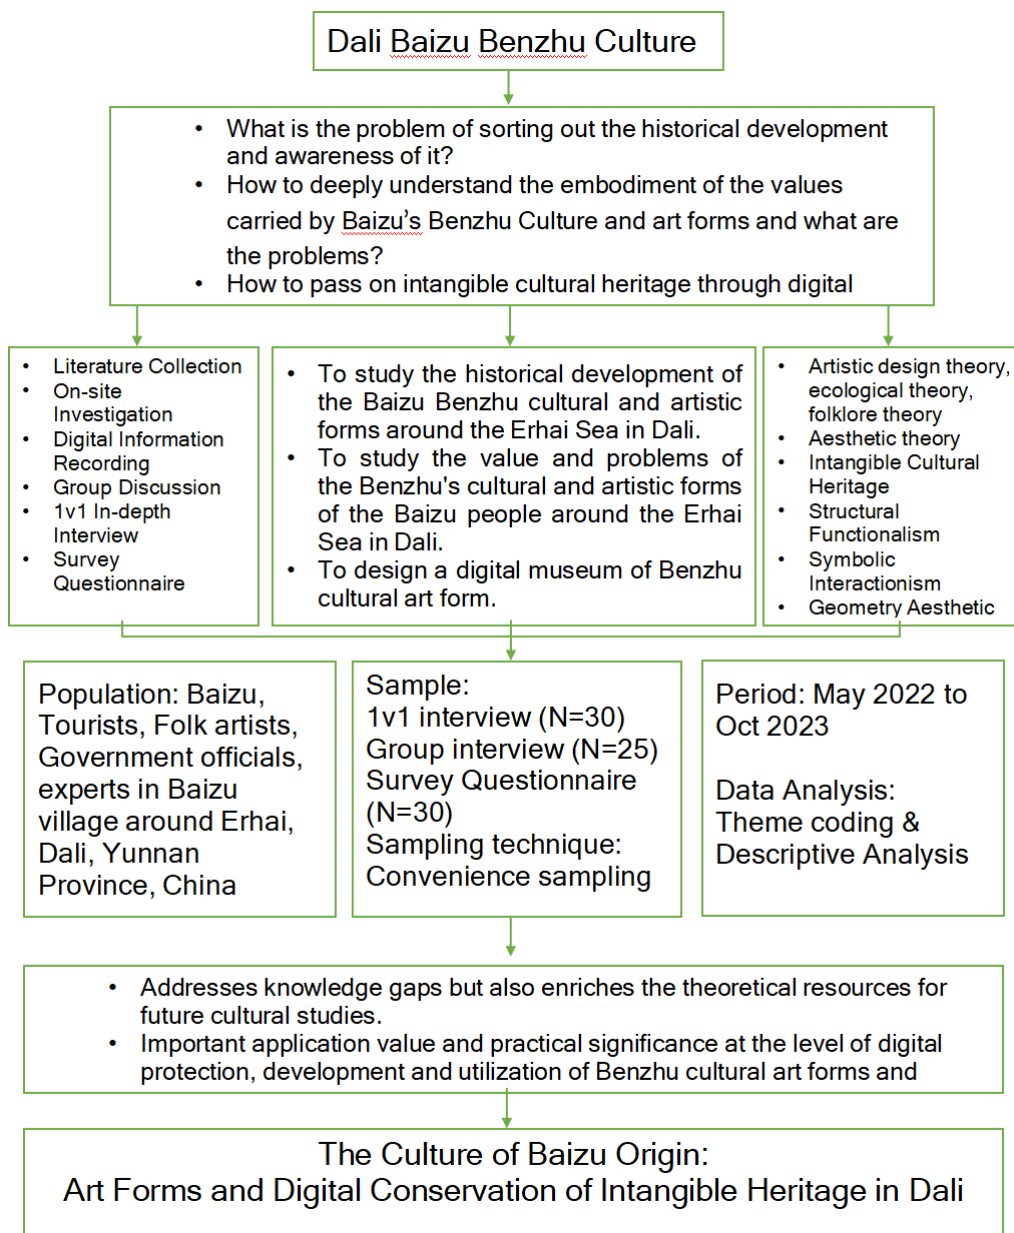 Dali Baizu Benzhu Culture
• What is the problem of sorting out the historical development
and awareness of it?
• How to deeply understand the embodiment of the values
carried by Baizu’s Benzhu Culture and art forms and what are
the problems?
• How to pass on intangible cultural heritage through digital
• Literature Collection
• On-site
Investigation
• Digital Information
Recording
• Group Discussion
• 1v1 In-depth
Interview
• Survey
Questionnaire
• To study the historical development of
the Baizu Benzhu cultural and artistic
forms around the Erhai Sea in Dali.
• To study the value and problems of
the Benzhu's cultural and artistic forms
of the Baizu people around the Erhai
Sea in Dali.
• To design a digital museum of Benzhu
cultural art form.
• Artistic design theory,
ecological theory,
folklore theory
• Aesthetic theory
• Intangible Cultural
Heritage
• Structural
Functionalism
• Symbolic
Interactionism
• Geometry Aesthetic
Population: Baizu,
Tourists, Folk artists,
Government officials,
experts in Baizu
village around Erhai,
Dali, Yunnan
Province, China
Sample:
1v1 interview (N=30)
Group interview (N=25)
Survey Questionnaire
(N=30)
Sampling technique:
Convenience sampling
Period: May 2022 to
Oct 2023
Data Analysis:
Theme coding &
Descriptive Analysis
• Addresses knowledge gaps but also enriches the theoretical resources for
future cultural studies.
• Important application value and practical significance at the level of digital
protection, development and utilization of Benzhu cultural art forms and
The Culture of Baizu Origin:
Art Forms and Digital Conservation of Intangible Heritage in Dali